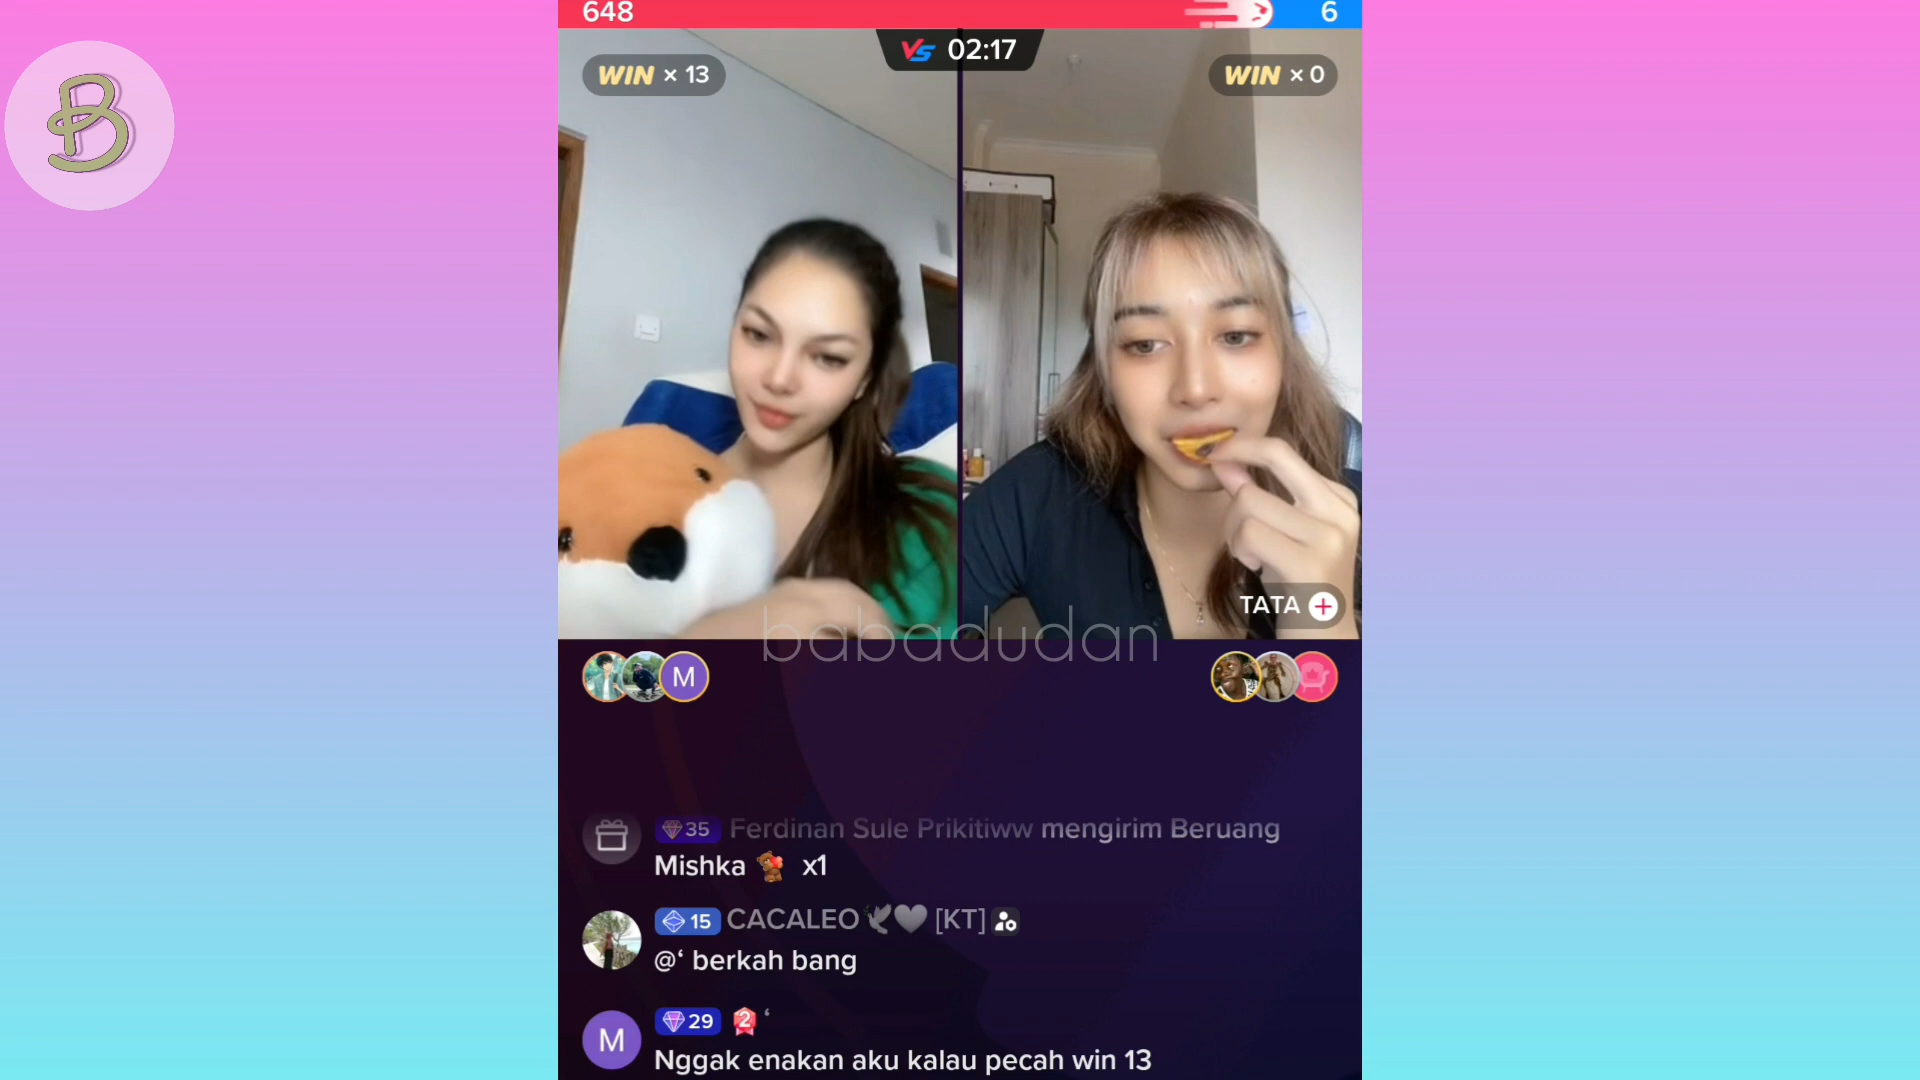 648
6
VS 02:17
WIN × 13
WIN × 0
B
TATA
babadudan
M
35 Ferdinan Sule Prikitiww mengirim Beruang
Mishka 🧸 x1
15 CACALEO🕊🤍 [KT]
@‘ berkah bang
M
29 2 ‘
Nggak enakan aku kalau pecah win 13